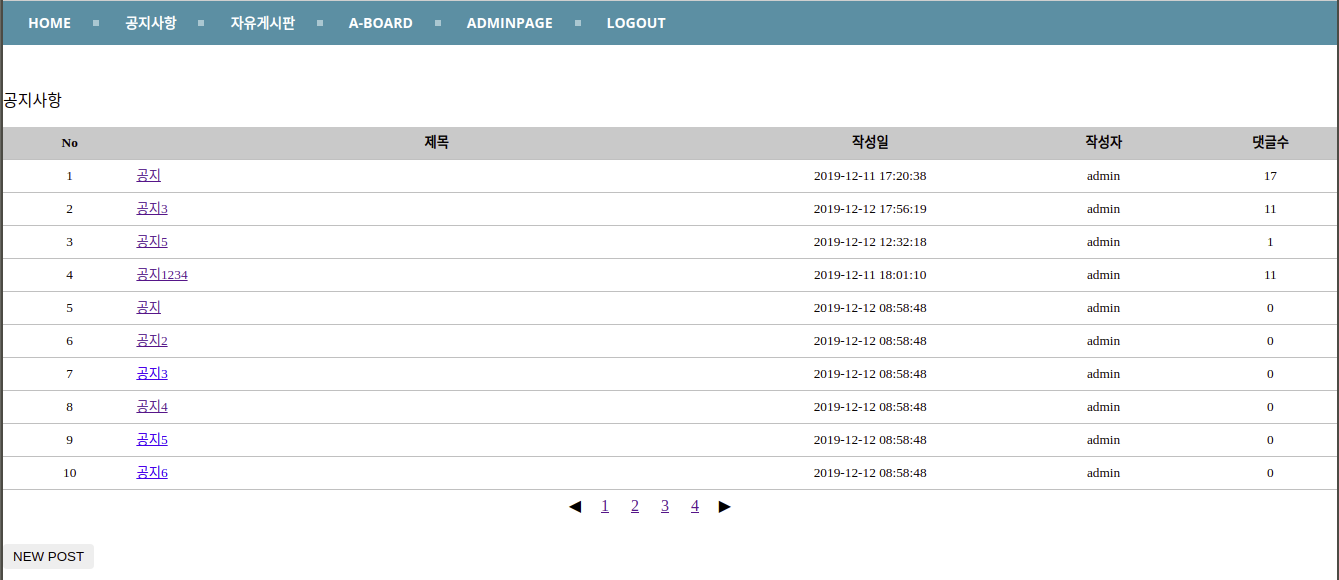 HOME 공지사항 자유게시판 A-BOARD ADMINPAGE LOGOUT
공지사항
No 제목 작성일 작성자 댓글수
1 공지 2019-12-11 17:20:38 admin 17
2 공지3 2019-12-12 17:56:19 admin 11
3 공지5 2019-12-12 12:32:18 admin 1
4 공지1234 2019-12-11 18:01:10 admin 11
5 공지 2019-12-12 08:58:48 admin 0
6 공지2 2019-12-12 08:58:48 admin 0
7 공지3 2019-12-12 08:58:48 admin 0
8 공지4 2019-12-12 08:58:48 admin 0
9 공지5 2019-12-12 08:58:48 admin 0
10 공지6 2019-12-12 08:58:48 admin 0
◀ 1 2 3 4 ▶
NEW POST